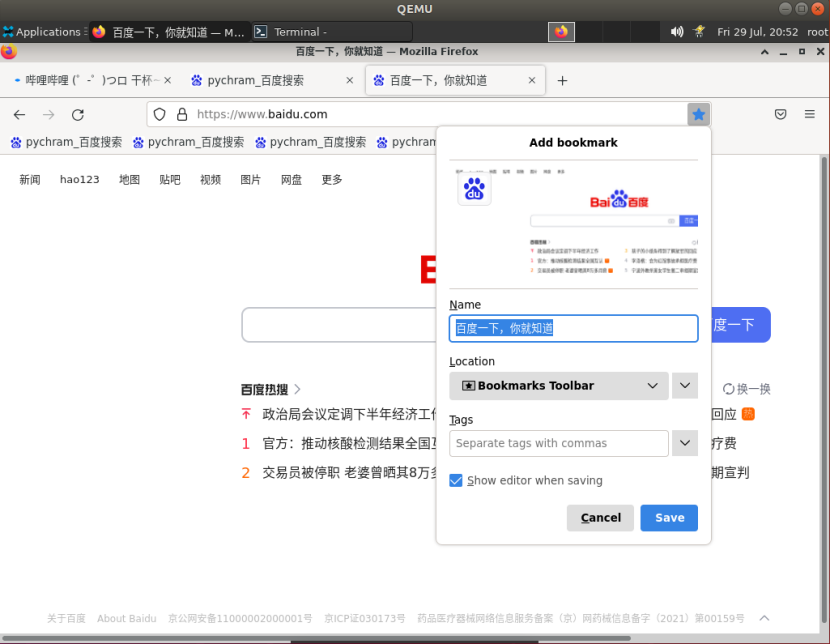 QEMU
Applications
百度一下，你就知道 — M...
Terminal -
Fri 29 Jul, 20:52 root
百度一下，你就知道 — Mozilla Firefox
哔哩哔哩 (゜-゜)つロ 干杯~
pychram_百度搜索
百度一下，你就知道
https://www.baidu.com
pychram_百度搜索
pychram_百度搜索
pychram_百度搜索
pychram
新闻
hao123
地图
贴吧
视频
图片
网盘
更多
百度热搜
换一换
政治局会议定调下半年经济工
回应 热
1 官方：推动核酸检测结果全国互
疗费
2 交易员被停职 老婆曾晒其8万多
期宣判
度一下
Add bookmark
du
Bai du 百度
Name
百度一下，你就知道
Location
Bookmarks Toolbar
Tags
Separate tags with commas
Show editor when saving
Cancel
Save
关于百度 About Baidu 京公网安备11000002000001号 京ICP证030173号 药品医疗器械网络信息服务备案（京）网药械信息备字（2021）第00159号